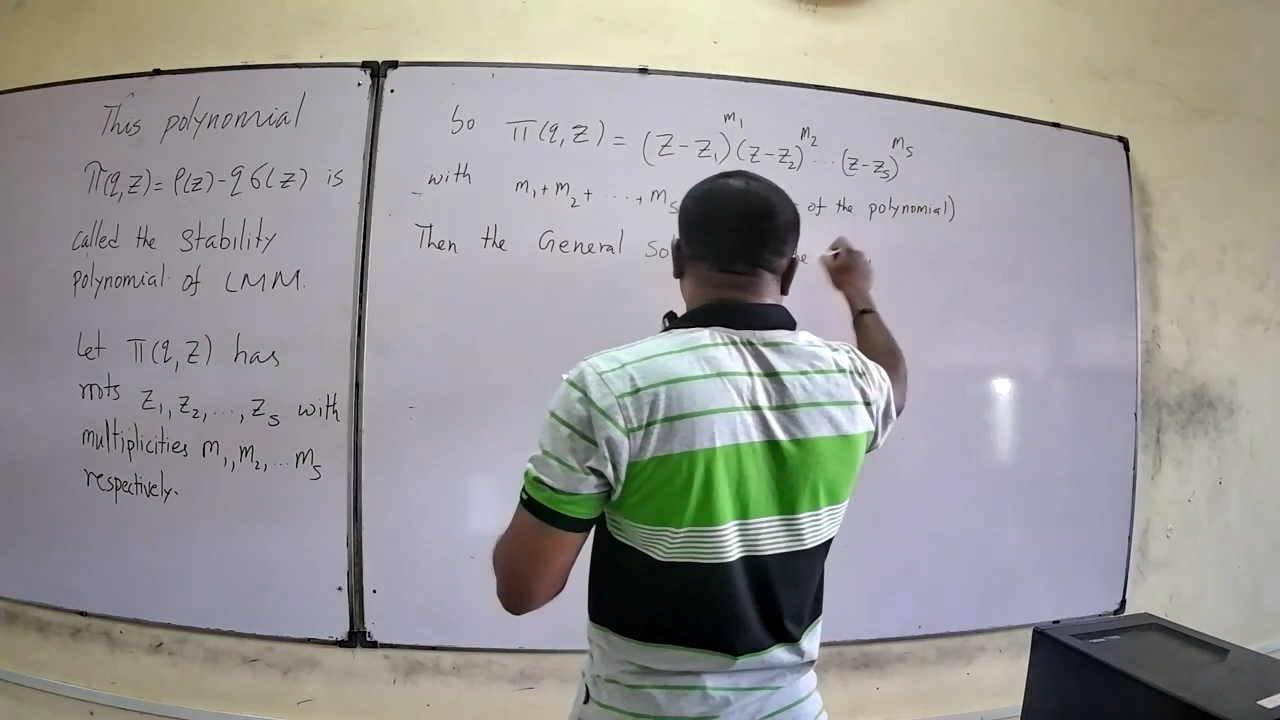 This polynomial
π(q,z) = ρ(z) - qσ(z) is
called the stability
polynomial of LMM.
Let π(q,z) has
roots z₁, z₂, ..., zₛ with
multiplicities m₁, m₂, ... mₛ
respectively.
So π(q,z) = (z-z₁)^m₁ (z-z₂)^m₂ ... (z-zₛ)^mₛ
with m₁+m₂+ ... +mₛ of the polynomial)
Then the General